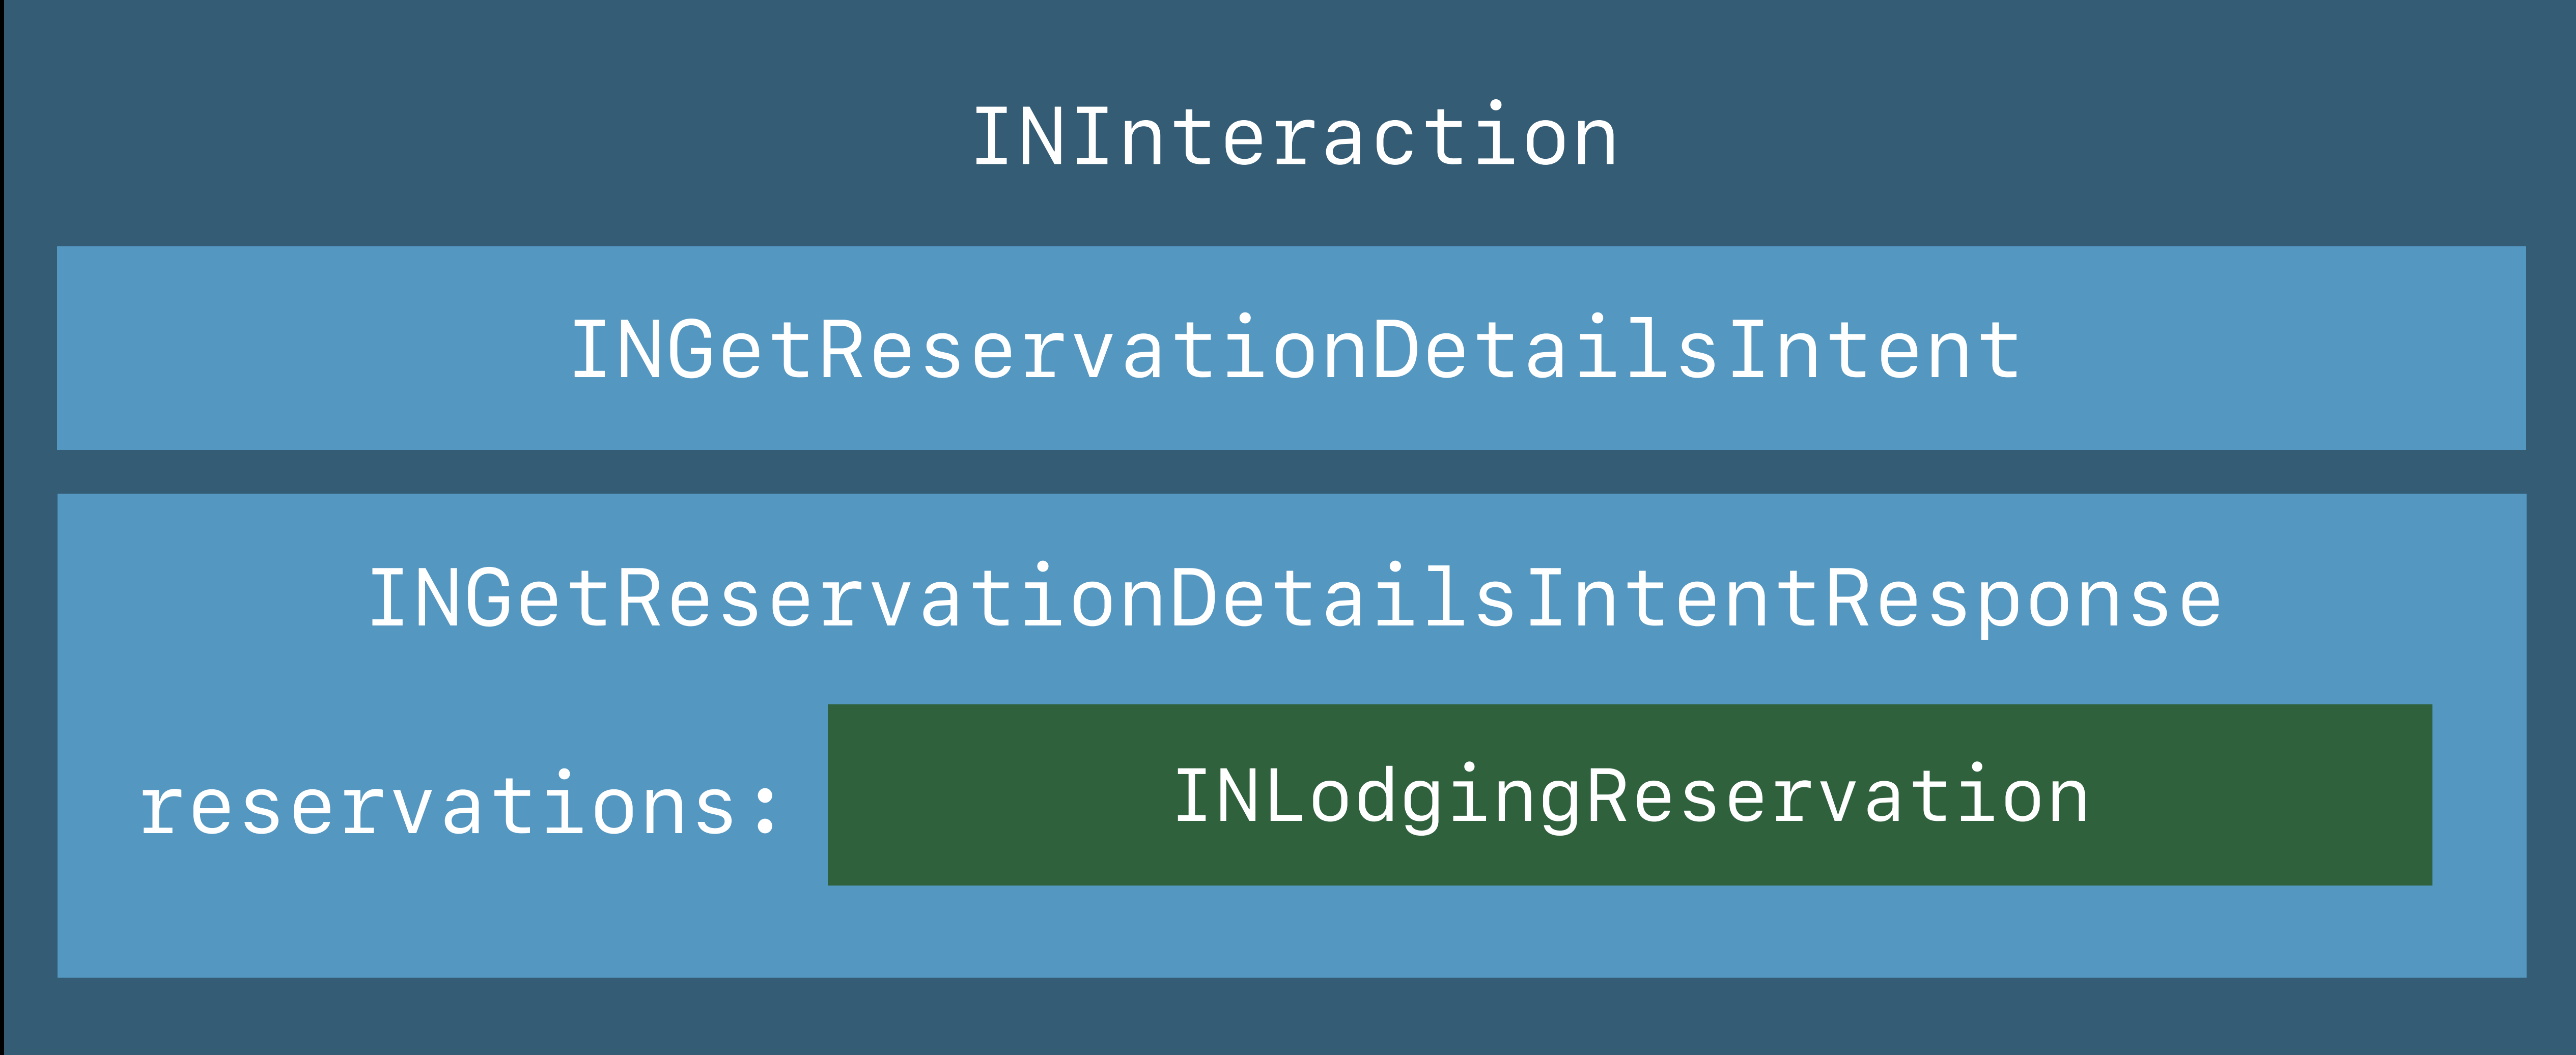 INInteraction
INGetReservationDetailsIntent
INGetReservationDetailsIntentResponse
reservations: INLodgingReservation